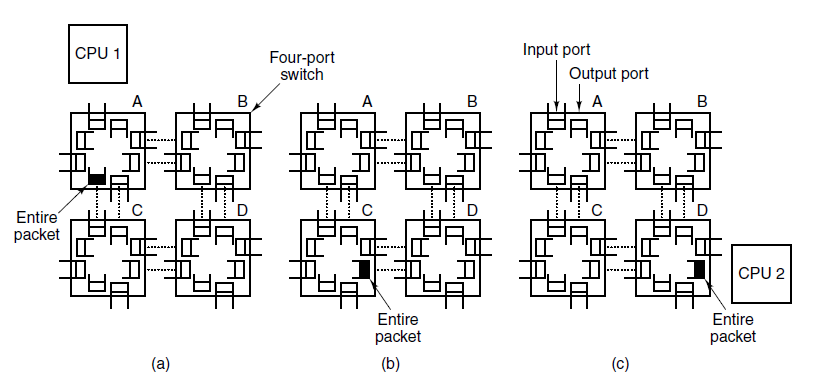 CPU 1
Four-port
switch
Input port
Output port
A
B
A
B
A
B
Entire
packet
C
D
C
D
C
D
CPU 2
Entire
packet
Entire
packet
(a)
(b)
(c)